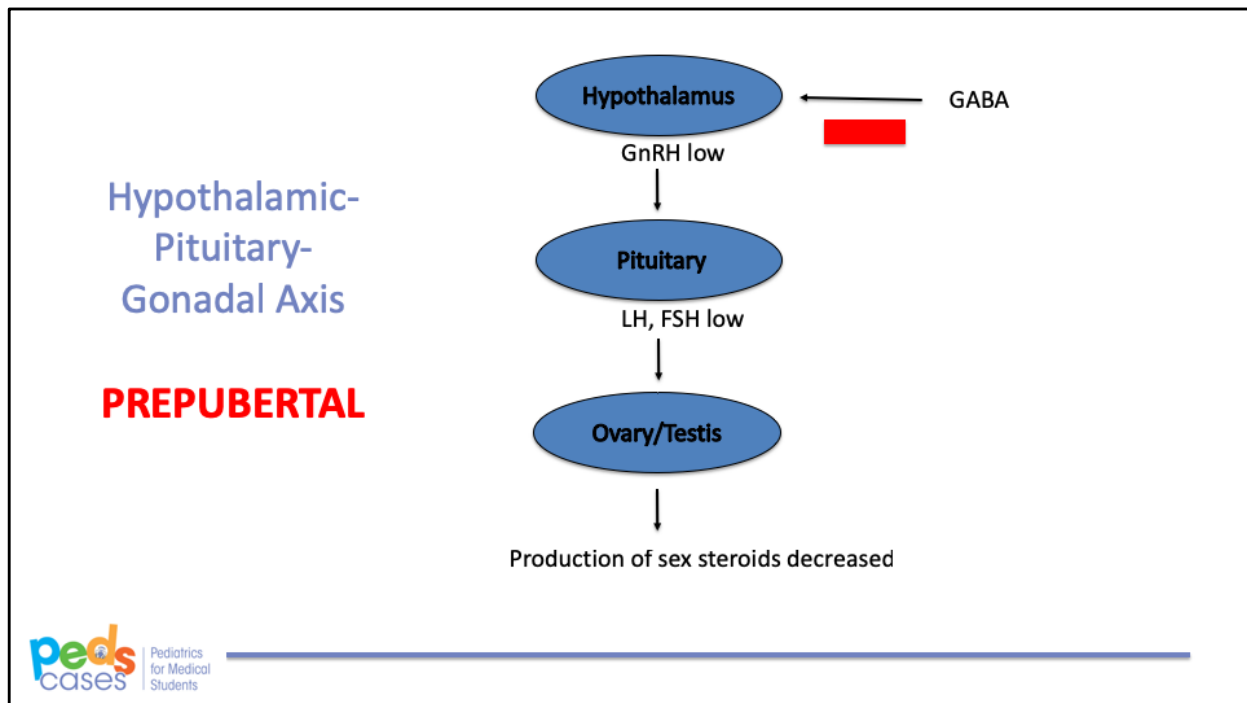 Hypothalamus
GABA
GnRH low
Hypothalamic-
Pituitary-
Gonadal Axis
Pituitary
LH, FSH low
PREPUBERTAL
Ovary/Testis
Production of sex steroids decreased
peds
cases
Pediatrics
for Medical
Students